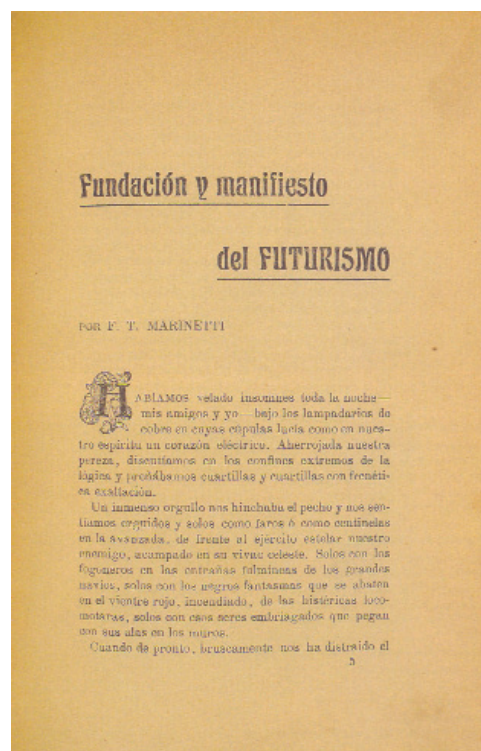 Fundación y manifiesto
del FUTURISMO
POR F. T. MARINETTI
HABÍAMOS velado insomnes toda la noche—
mis amigos y yo—bajo los lampadarios de
cobre en cuyas cúpulas lucía como en nues-
tro espíritu un corazón eléctrico. Aherrojada nuestra
pereza, discutíamos en los confines extremos de la
lógica y cuartillas y cuartillas con frenéti-
ca exaltación.
Un inmenso orgullo nos hinchaba el pecho y nos sen-
tíamos erguidos y solos como faros ó como centinelas
en la avanzada, de frente al ejército estelar nuestro
enemigo, acampado en su vivac celeste. Solos con los
fogoneros en las entrañas fulmíneas de los grandes
navíos, solos con los negros fantasmas que se abaten
en el vientre rojo, incendiado, de las histéricas loco-
motoras, solos con esos seres embriagados que pegan
con sus alas en los muros.
Cuando de pronto, bruscamente nos ha distraído el
5